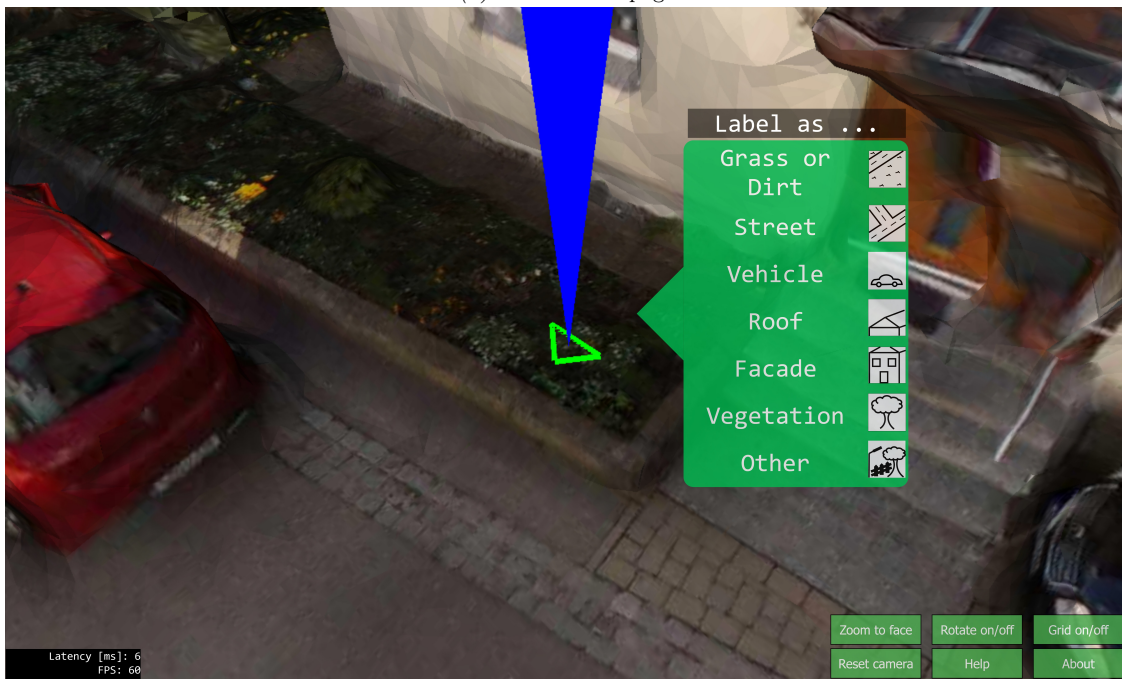 Label as ...
Grass or
Dirt
Street
Vehicle
Roof
Facade
Vegetation
Other
Zoom to face
Rotate on/off
Grid on/off
Reset camera
Help
About
Latency [ms]: 6
FPS: 60